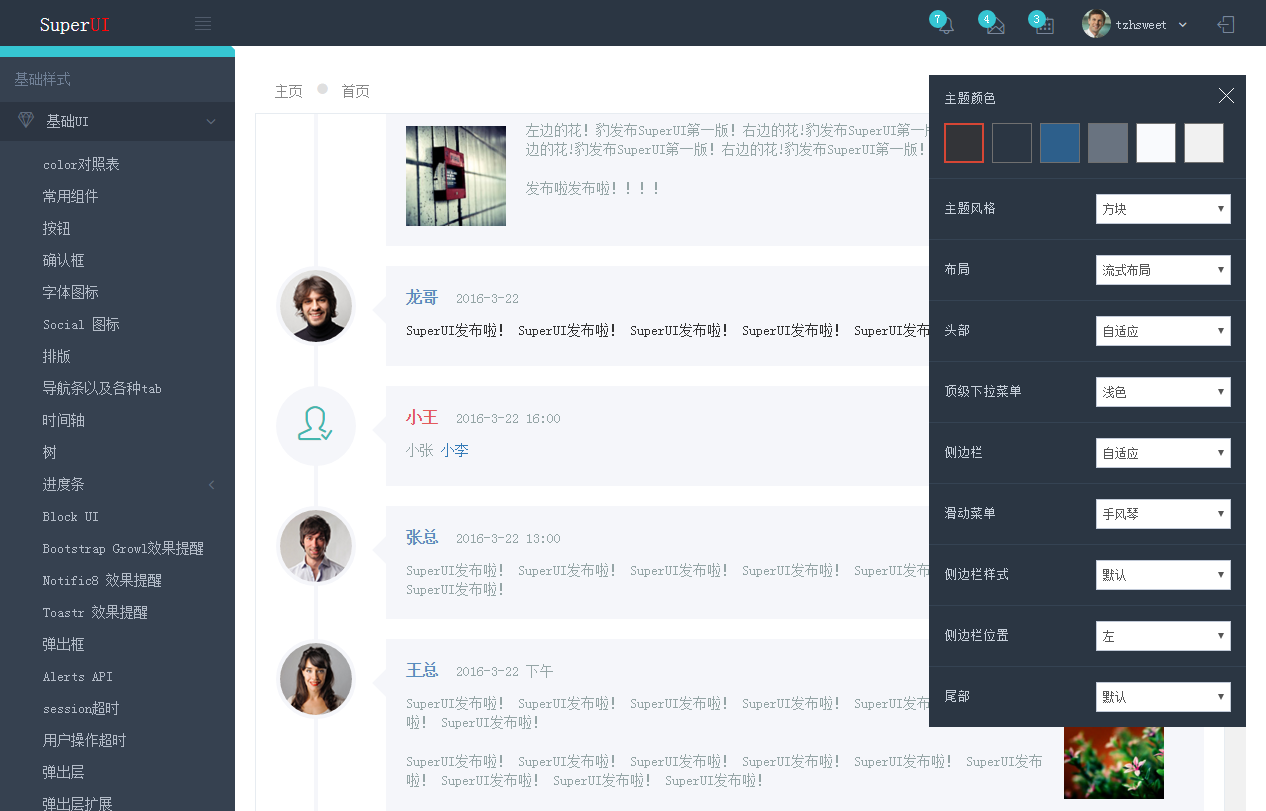 SuperUI
7
4
3
tzhsweet
基础样式
基础UI
color对照表
常用组件
按钮
确认框
字体图标
Social 图标
排版
导航条以及各种tab
时间轴
树
进度条
Block UI
Bootstrap Growl效果提醒
Notific8 效果提醒
Toastr 效果提醒
弹出框
Alerts API
session超时
用户操作超时
弹出层
弹出层扩展
主页
首页
左边的花！豹发布SuperUI第一版！右边的花!豹发布SuperUI第一版
边的花!豹发布SuperUI第一版！右边的花!豹发布SuperUI第一版！
发布啦发布啦！！！！
龙哥 2016-3-22
SuperUI发布啦！ SuperUI发布啦！ SuperUI发布啦！ SuperUI发布啦！ SuperUI发布
小王 2016-3-22 16:00
小张 小李
张总 2016-3-22 13:00
SuperUI发布啦！ SuperUI发布啦！ SuperUI发布啦！ SuperUI发布啦！ SuperUI发布
SuperUI发布啦！
王总 2016-3-22 下午
SuperUI发布啦！ SuperUI发布啦！ SuperUI发布啦！ SuperUI发布啦！ SuperUI发布
啦！ SuperUI发布啦！
SuperUI发布啦！ SuperUI发布啦！ SuperUI发布啦！ SuperUI发布啦！ SuperUI发布啦！ SuperUI发布
啦！ SuperUI发布啦！ SuperUI发布啦！ SuperUI发布啦！
主题颜色
主题风格 方块
布局 流式布局
头部 自适应
顶级下拉菜单 浅色
侧边栏 自适应
滑动菜单 手风琴
侧边栏样式 默认
侧边栏位置 左
尾部 默认